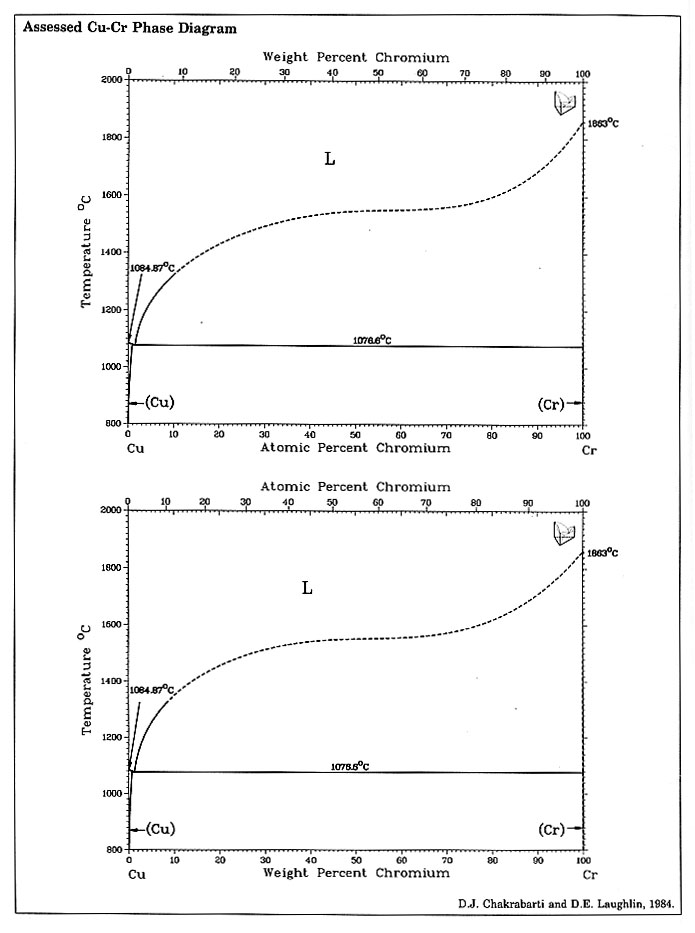 Assessed Cu-Cr Phase Diagram
Weight Percent Chromium
0 10 20 30 40 50 60 70 80 90 100
2000
1800
1600
1400
1200
1000
800
Temperature °C
L
1863°C
1084.87°C
1076.6°C
(Cu)
(Cr)
0 10 20 30 40 50 60 70 80 90 100
Cu Atomic Percent Chromium Cr
Atomic Percent Chromium
0 10 20 30 40 50 60 70 80 90 100
2000
1800
1600
1400
1200
1000
800
Temperature °C
L
1863°C
1084.87°C
1076.6°C
(Cu)
(Cr)
0 10 20 30 40 50 60 70 80 90 100
Cu Weight Percent Chromium Cr
D.J. Chakrabarti and D.E. Laughlin, 1984.